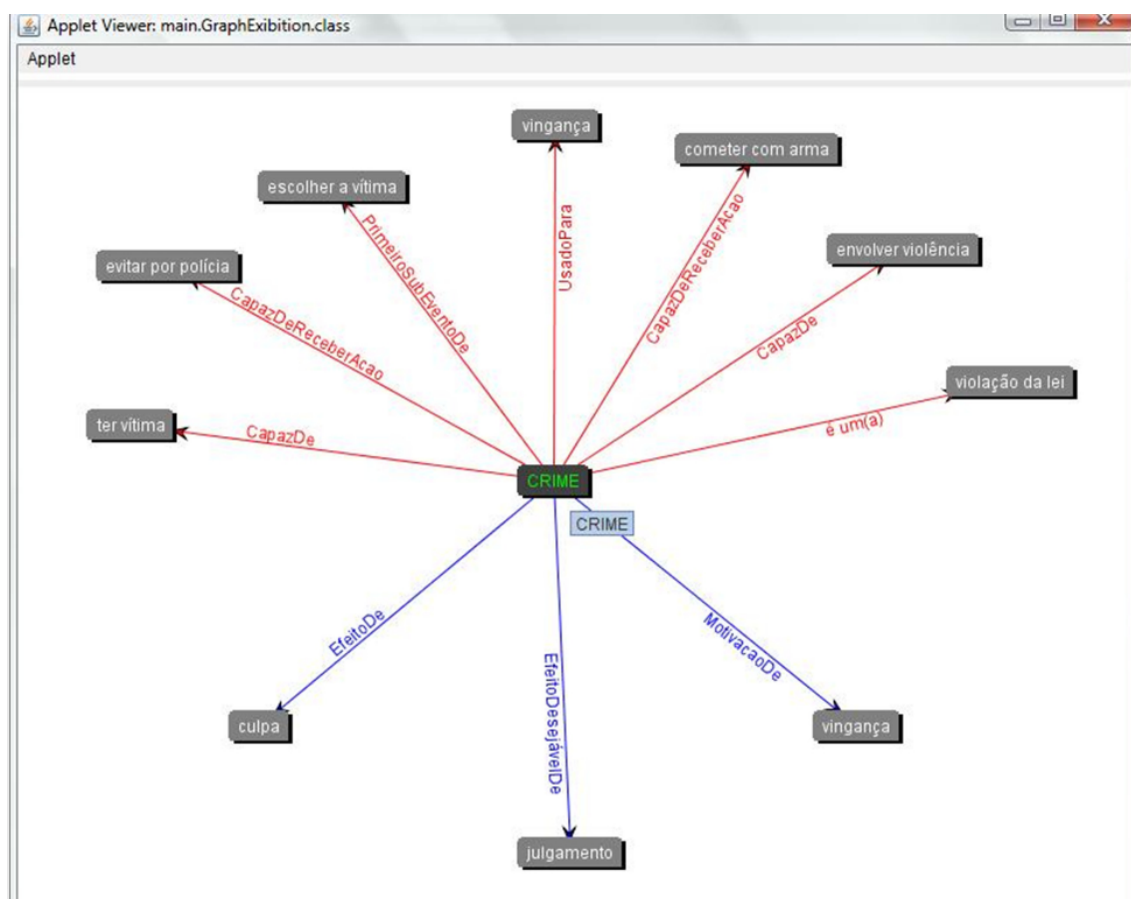 Applet Viewer: main.GraphExibition.class
Applet
vingança
cometer com arma
escolher a vítima
envolver violência
evitar por polícia
violação da lei
ter vítima
PrimeiroSubEventoDe
UsadoPara
CapazDeReceberAcao
CapazDeReceberAcao
CapazDe
CapazDe
é um(a)
CRIME
CRIME
EfeitoDe
EfeitoDesejávelDe
MotivacaoDe
culpa
vingança
julgamento